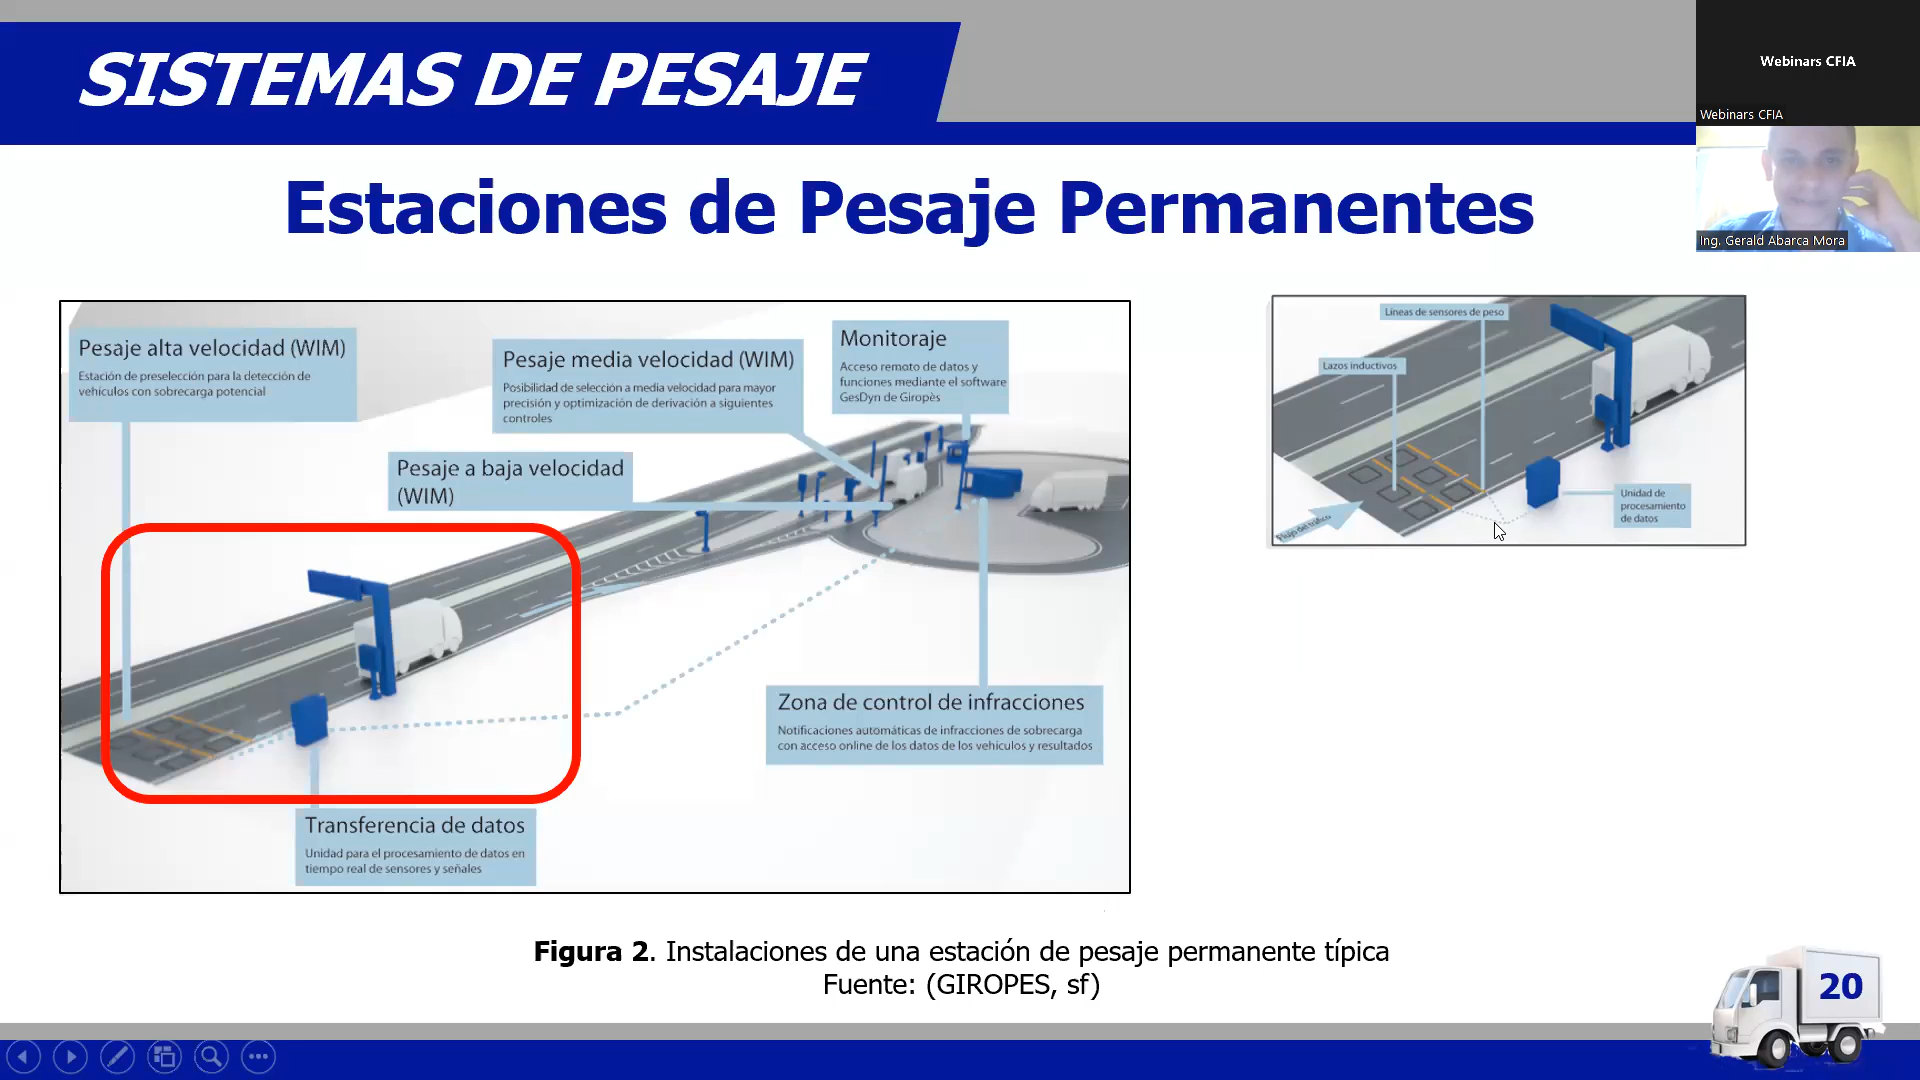 SISTEMAS DE PESAJE
Webinars CFIA
Webinars CFIA
Ing. Gerald Abarca Mora
Estaciones de Pesaje Permanentes
Pesaje alta velocidad (WIM)
Estación de preselección para la detección de
vehículos con sobrecarga potencial
Pesaje media velocidad (WIM)
Posibilidad de selección a media velocidad para mayor
precisión y optimización de derivación a siguientes
controles
Monitoraje
Acceso remoto de datos y
funciones mediante el software
GesDyn de Giropès
Pesaje a baja velocidad
(WIM)
Zona de control de infracciones
Notificaciones automáticas de infracciones de sobrecarga
con acceso online de los datos de los vehículos y resultados
Transferencia de datos
Unidad para el procesamiento de datos en
tiempo real de sensores y señales
Líneas de sensores de peso
Lazos inductivos
Unidad de
procesamiento
de datos
Flujo del tráfico
Figura 2. Instalaciones de una estación de pesaje permanente típica
Fuente: (GIROPES, sf)
20